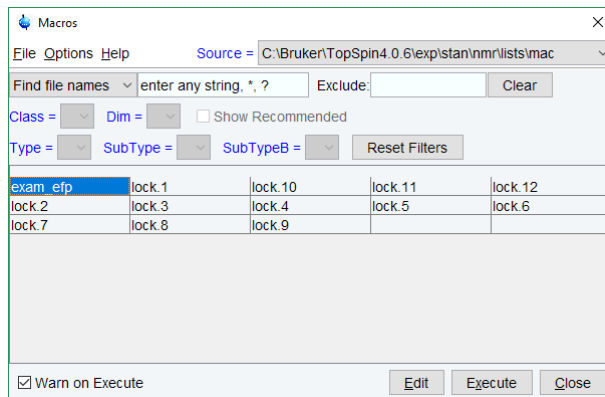 Macros
File Options Help Source = C:\Bruker\TopSpin4.0.6\exp\stan\nmr\lists\mac
Find file names enter any string, *, ? Exclude: Clear
Class = Dim = Show Recommended
Type = SubType = SubTypeB = Reset Filters
exam_efp lock.1 lock.10 lock.11 lock.12
lock.2 lock.3 lock.4 lock.5 lock.6
lock.7 lock.8 lock.9
Warn on Execute Edit Execute Close